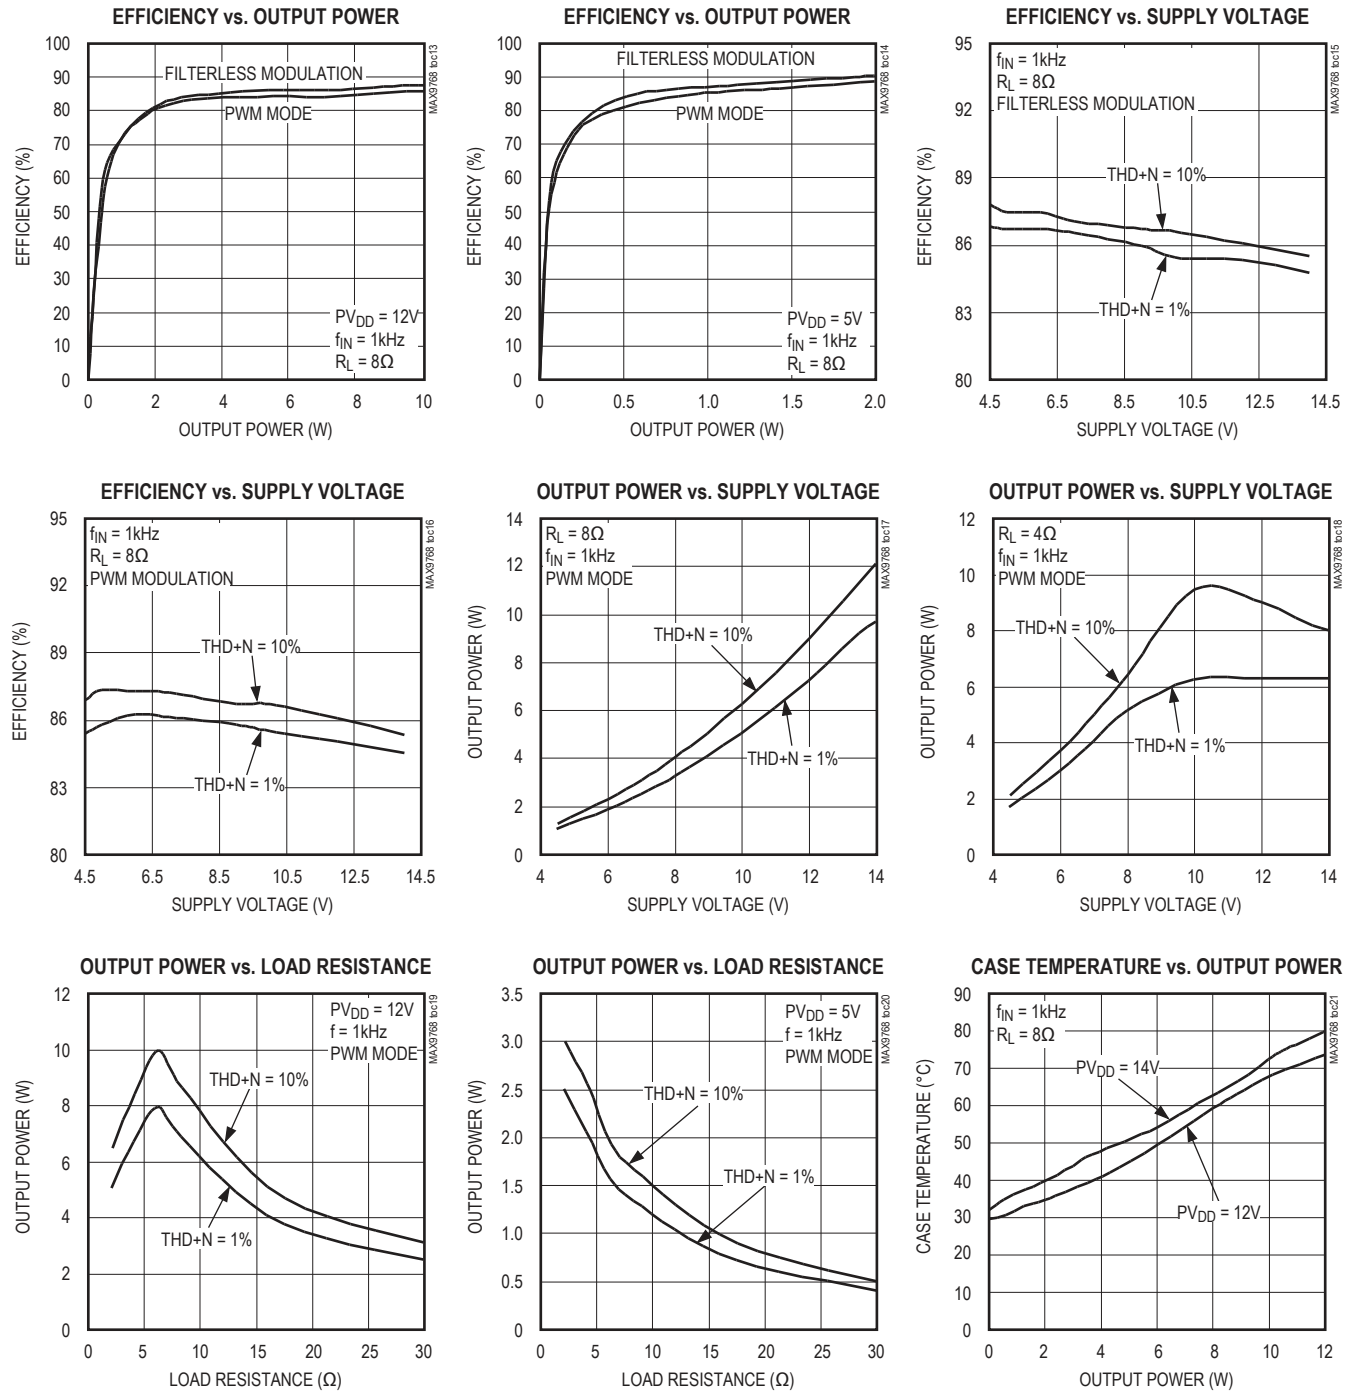 EFFICIENCY vs. OUTPUT POWER
MAX9768 toc13
EFFICIENCY (%)
100
90
80
70
60
50
40
30
20
10
0
FILTERLESS MODULATION
PWM MODE
PVDD = 12V
fIN = 1kHz
RL = 8Ω
0 2 4 6 8 10
OUTPUT POWER (W)
EFFICIENCY vs. OUTPUT POWER
MAX9768 toc14
EFFICIENCY (%)
100
90
80
70
60
50
40
30
20
10
0
FILTERLESS MODULATION
PWM MODE
PVDD = 5V
fIN = 1kHz
RL = 8Ω
0 0.5 1.0 1.5 2.0
OUTPUT POWER (W)
EFFICIENCY vs. SUPPLY VOLTAGE
MAX9768 toc15
EFFICIENCY (%)
95
92
89
86
83
80
fIN = 1kHz
RL = 8Ω
FILTERLESS MODULATION
THD+N = 10%
THD+N = 1%
4.5 6.5 8.5 10.5 12.5 14.5
SUPPLY VOLTAGE (V)
EFFICIENCY vs. SUPPLY VOLTAGE
MAX9768 toc16
EFFICIENCY (%)
95
92
89
86
83
80
fIN = 1kHz
RL = 8Ω
PWM MODULATION
THD+N = 10%
THD+N = 1%
4.5 6.5 8.5 10.5 12.5 14.5
SUPPLY VOLTAGE (V)
OUTPUT POWER vs. SUPPLY VOLTAGE
MAX9768 toc17
OUTPUT POWER (W)
14
12
10
8
6
4
2
0
RL = 8Ω
fIN = 1kHz
PWM MODE
THD+N = 10%
THD+N = 1%
4 6 8 10 12 14
SUPPLY VOLTAGE (V)
OUTPUT POWER vs. SUPPLY VOLTAGE
MAX9768 toc18
OUTPUT POWER (W)
12
10
8
6
4
2
0
RL = 4Ω
fIN = 1kHz
PWM MODE
THD+N = 10%
THD+N = 1%
4 6 8 10 12 14
SUPPLY VOLTAGE (V)
OUTPUT POWER vs. LOAD RESISTANCE
MAX9768 toc19
OUTPUT POWER (W)
12
10
8
6
4
2
0
PVDD = 12V
f = 1kHz
PWM MODE
THD+N = 10%
THD+N = 1%
0 5 10 15 20 25 30
LOAD RESISTANCE (Ω)
OUTPUT POWER vs. LOAD RESISTANCE
MAX9768 toc20
OUTPUT POWER (W)
3.5
3.0
2.5
2.0
1.5
1.0
0.5
0
PVDD = 5V
f = 1kHz
PWM MODE
THD+N = 10%
THD+N = 1%
0 5 10 15 20 25 30
LOAD RESISTANCE (Ω)
CASE TEMPERATURE vs. OUTPUT POWER
MAX9768 toc21
CASE TEMPERATURE (°C)
90
80
70
60
50
40
30
20
10
0
fIN = 1kHz
RL = 8Ω
PVDD = 14V
PVDD = 12V
0 2 4 6 8 10 12
OUTPUT POWER (W)